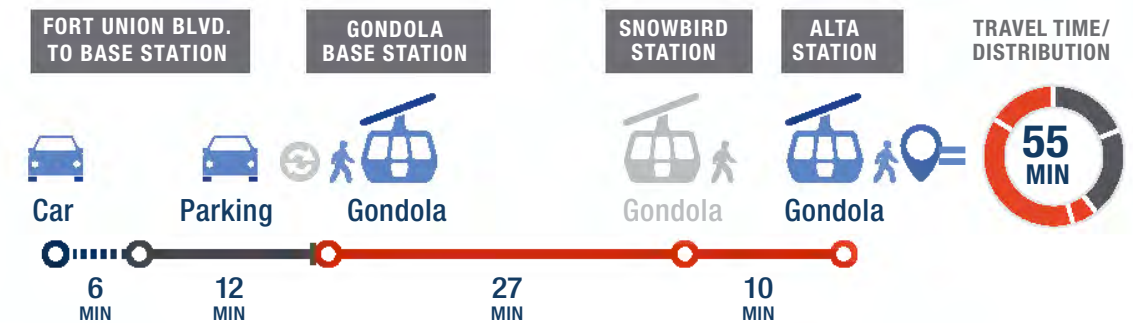 FORT UNION BLVD.
TO BASE STATION
GONDOLA
BASE STATION
SNOWBIRD
STATION
ALTA
STATION
TRAVEL TIME/
DISTRIBUTION
55
MIN
Car
Parking
Gondola
Gondola
Gondola
6
MIN
12
MIN
27
MIN
10
MIN